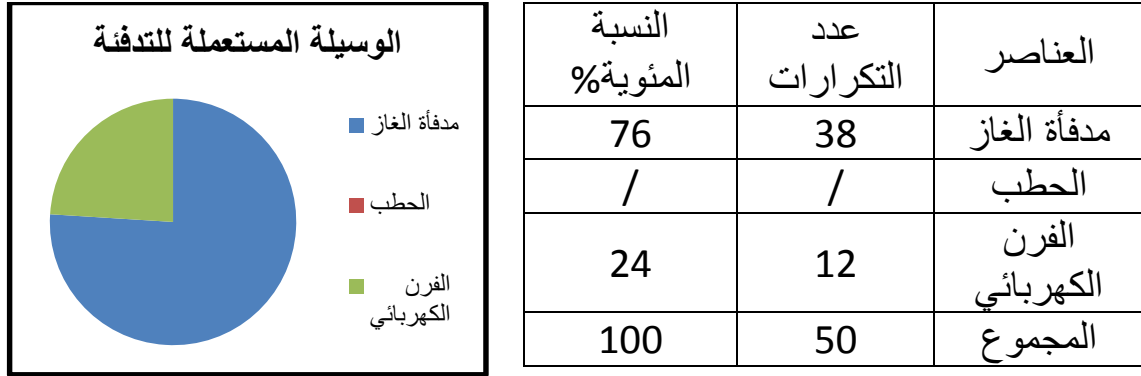 الوسيلة المستعملة للتدفئة
مدفأة الغاز
الحطب
الفرن
الكهربائي
العناصر
عدد
التكرارات
النسبة
المئوية%
مدفأة الغاز
38
76
الحطب
/
/
الفرن
الكهربائي
12
24
المجموع
50
100